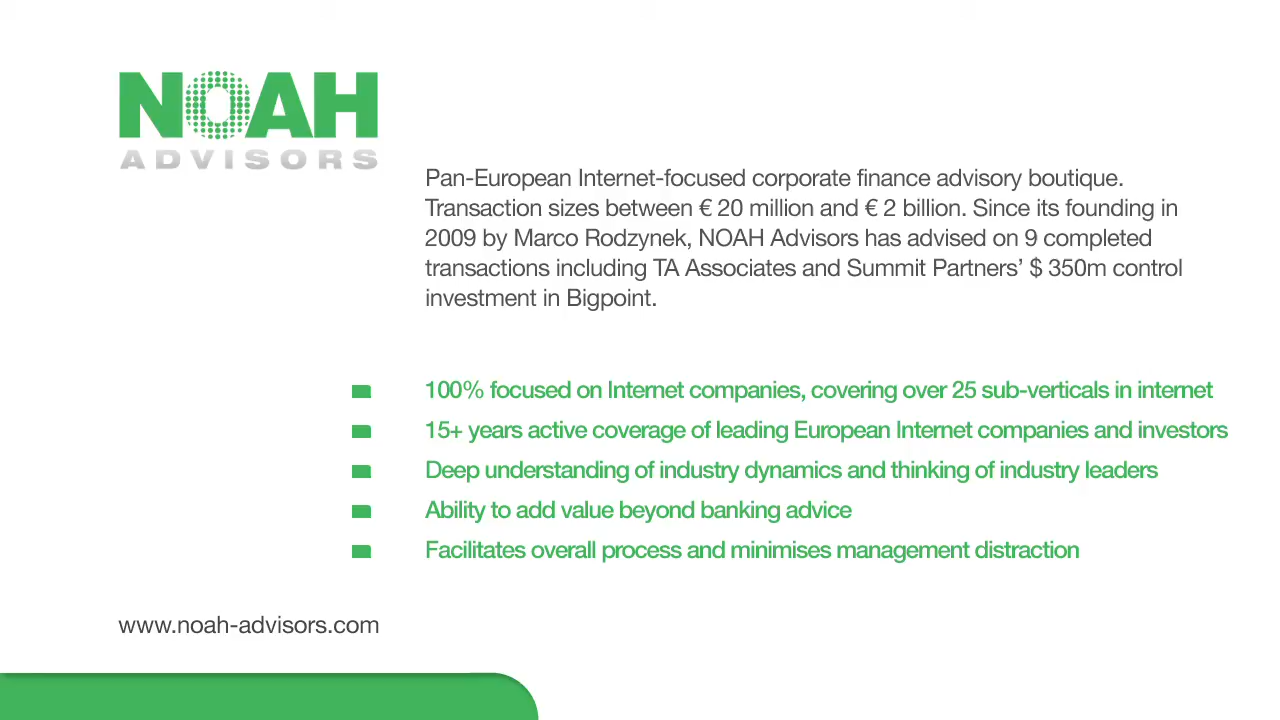 NOAH
ADVISORS
Pan-European Internet-focused corporate finance advisory boutique.
Transaction sizes between € 20 million and € 2 billion. Since its founding in
2009 by Marco Rodzynek, NOAH Advisors has advised on 9 completed
transactions including TA Associates and Summit Partners’ $ 350m control
investment in Bigpoint.
100% focused on Internet companies, covering over 25 sub-verticals in internet
15+ years active coverage of leading European Internet companies and investors
Deep understanding of industry dynamics and thinking of industry leaders
Ability to add value beyond banking advice
Facilitates overall process and minimises management distraction
www.noah-advisors.com